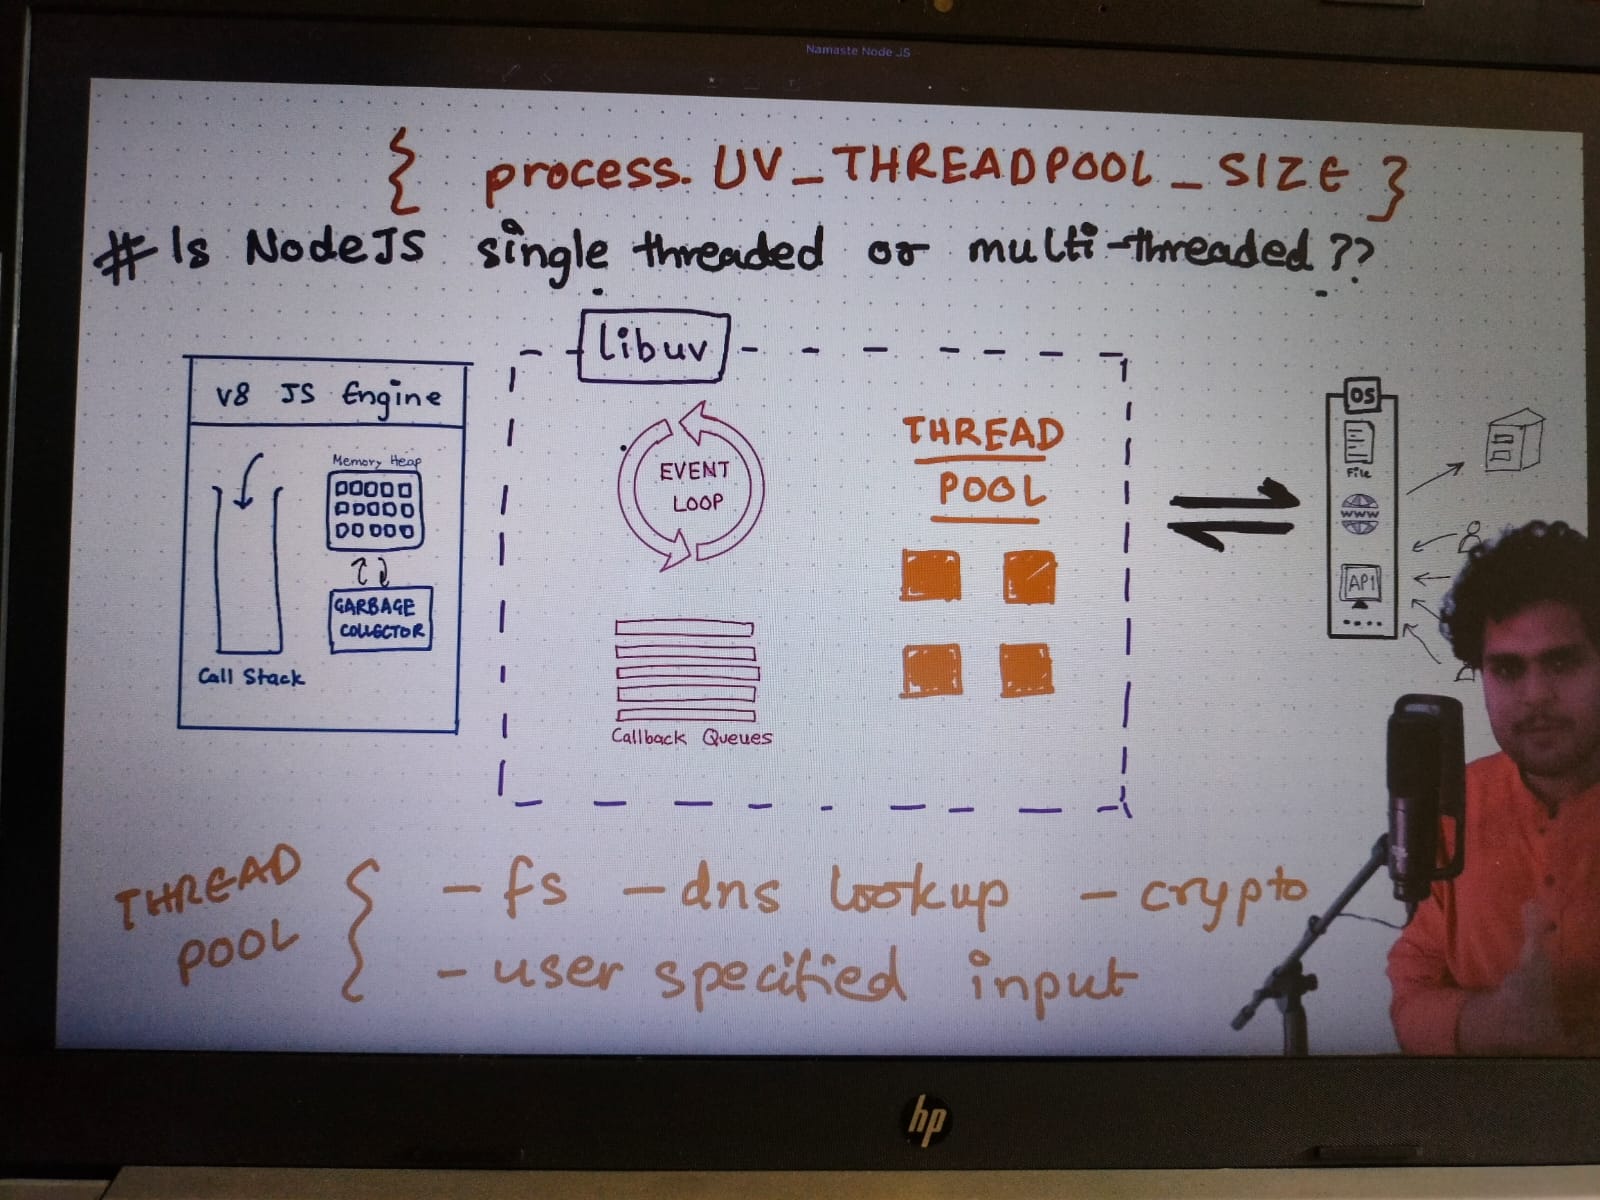 Namaste Node JS
{ process. UV_THREADPOOL_SIZE }
# Is NodeJS single threaded or multi-threaded ??
libuv
V8 JS Engine
Memory Heap
GARBAGE
COLLECTOR
Call Stack
EVENT
LOOP
Callback Queues
THREAD
POOL
OS
File
WWW
API
THREAD
POOL
{ - fs - dns lookup - crypto
- user specified input
hp